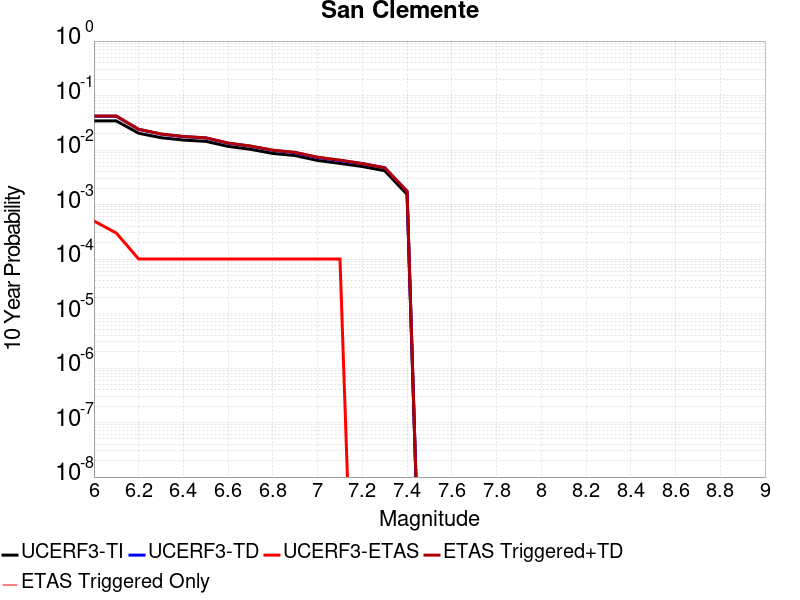 San Clemente
10 Year Probability
10^0
10^-1
10^-2
10^-3
10^-4
10^-5
10^-6
10^-7
10^-8
6 6.2 6.4 6.6 6.8 7 7.2 7.4 7.6 7.8 8 8.2 8.4 8.6 8.8 9
Magnitude
UCERF3-TI UCERF3-TD UCERF3-ETAS ETAS Triggered+TD
ETAS Triggered Only